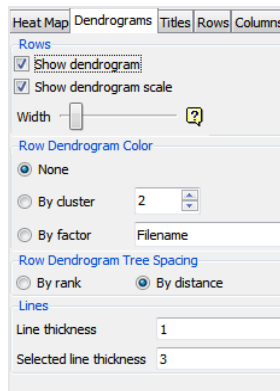 Heat Map Dendrograms Titles Rows Columns
Rows
Show dendrogram
Show dendrogram scale
Width ?
Row Dendrogram Color
None
By cluster 2
By factor Filename
Row Dendrogram Tree Spacing
By rank By distance
Lines
Line thickness 1
Selected line thickness 3